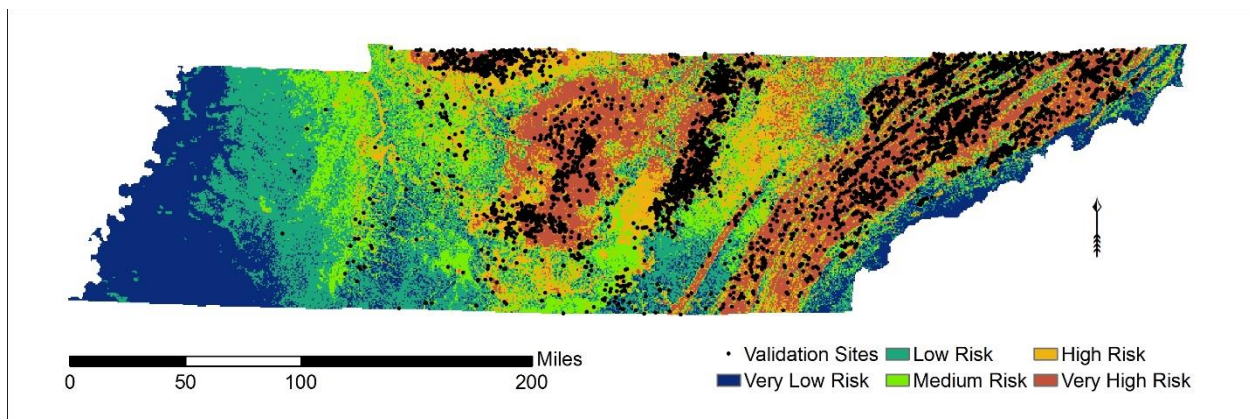 Miles
0 50 100 200
Validation Sites Low Risk High Risk
Very Low Risk Medium Risk Very High Risk